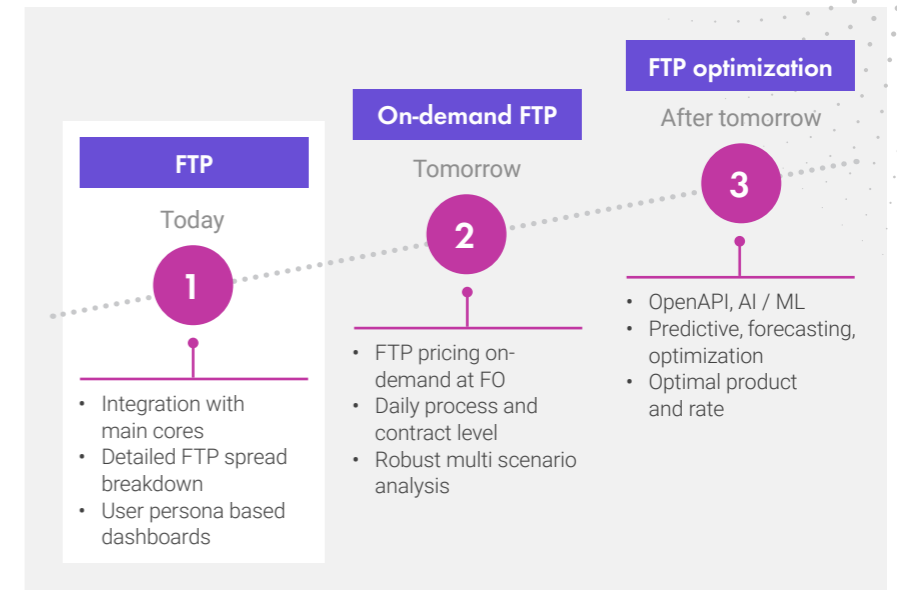 FTP
Today
1
• Integration with
main cores
• Detailed FTP spread
breakdown
• User persona based
dashboards
On-demand FTP
Tomorrow
2
• FTP pricing on-
demand at FO
• Daily process and
contract level
• Robust multi scenario
analysis
FTP optimization
After tomorrow
3
• OpenAPI, AI / ML
• Predictive, forecasting,
optimization
• Optimal product
and rate